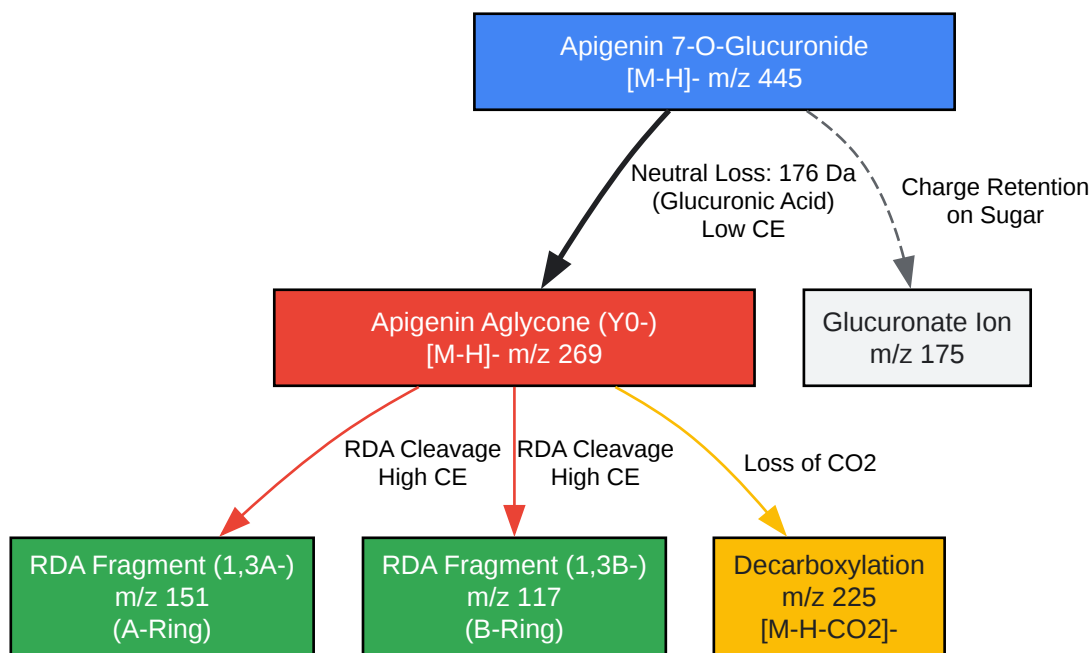 Apigenin 7-O-Glucuronide
[M-H]- m/z 445
Neutral Loss: 176 Da
(Glucuronic Acid)
Low CE
Charge Retention
on Sugar
Apigenin Aglycone (Y0-)
[M-H]- m/z 269
Glucuronate Ion
m/z 175
RDA Cleavage
High CE
RDA Cleavage
High CE
Loss of CO2
RDA Fragment (1,3A-)
m/z 151
(A-Ring)
RDA Fragment (1,3B-)
m/z 117
(B-Ring)
Decarboxylation
m/z 225
[M-H-CO2]-